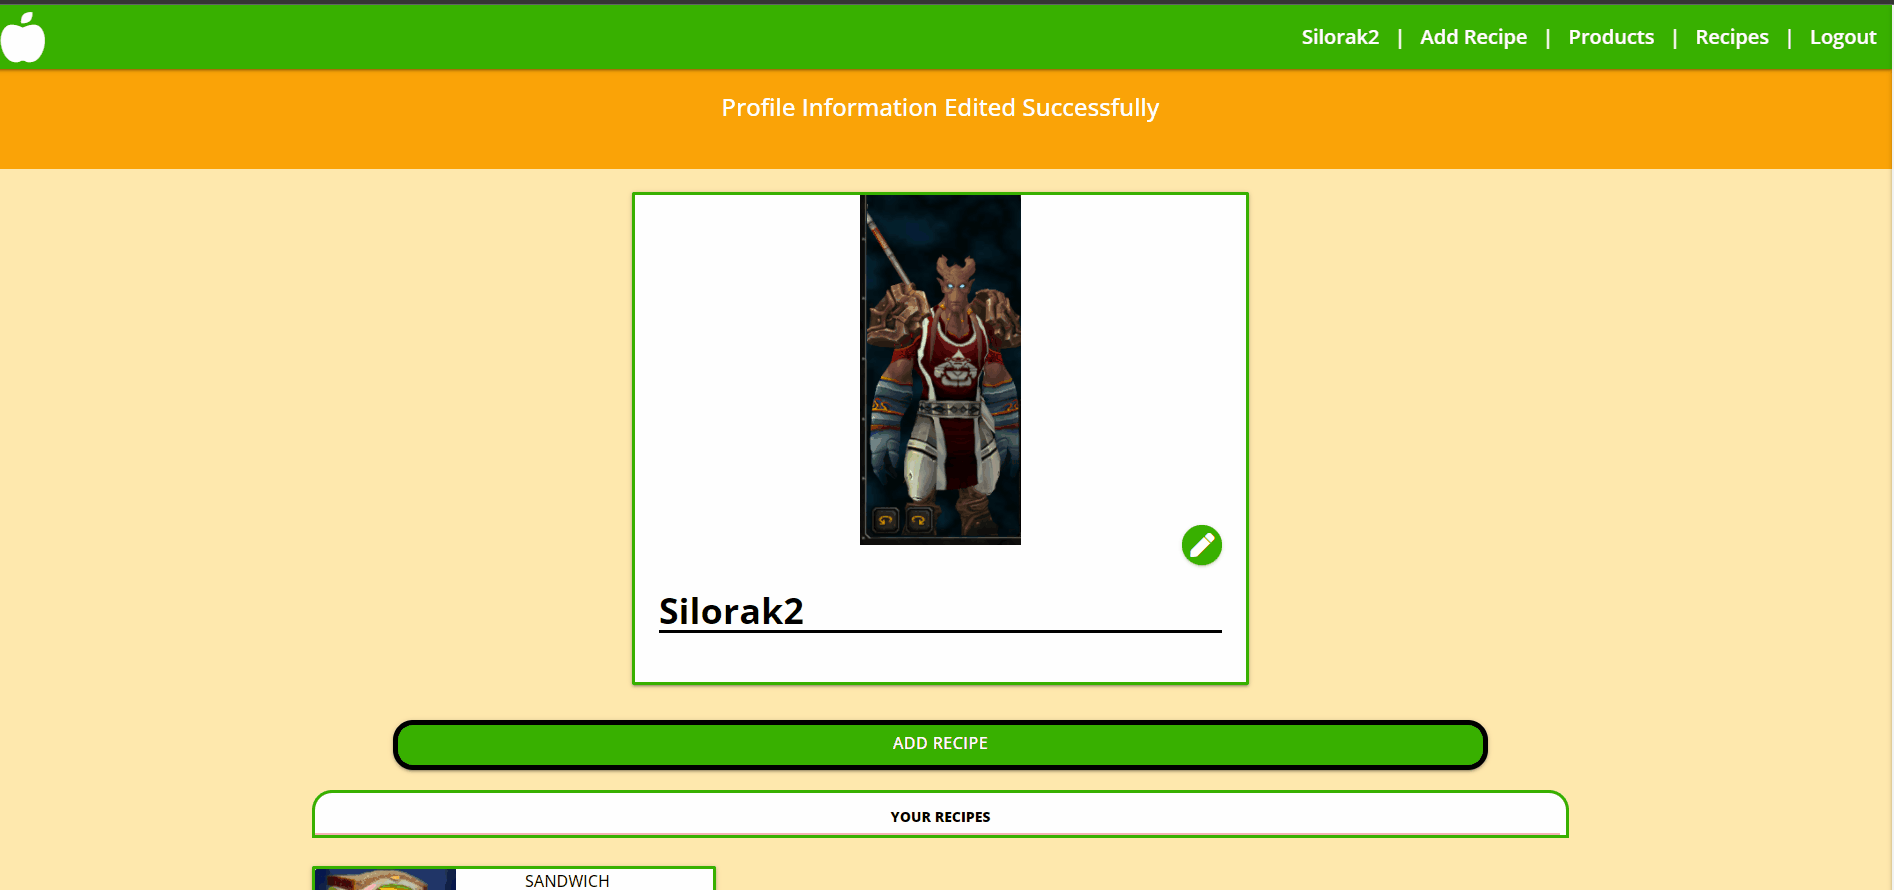 Silorak2 | Add Recipe | Products | Recipes | Logout
Profile Information Edited Successfully
Silorak2
ADD RECIPE
YOUR RECIPES
SANDWICH